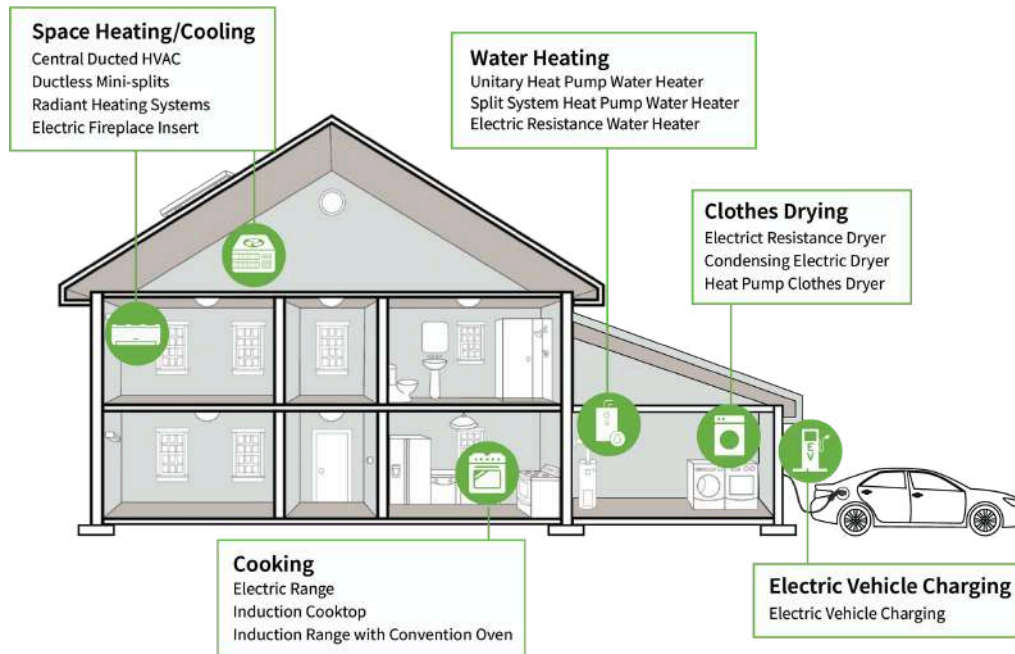 Space Heating/Cooling
Central Ducted HVAC
Ductless Mini-splits
Radiant Heating Systems
Electric Fireplace Insert
Water Heating
Unitary Heat Pump Water Heater
Split System Heat Pump Water Heater
Electric Resistance Water Heater
Clothes Drying
Electrict Resistance Dryer
Condensing Electric Dryer
Heat Pump Clothes Dryer
EV
Cooking
Electric Range
Induction Cooktop
Induction Range with Convention Oven
Electric Vehicle Charging
Electric Vehicle Charging